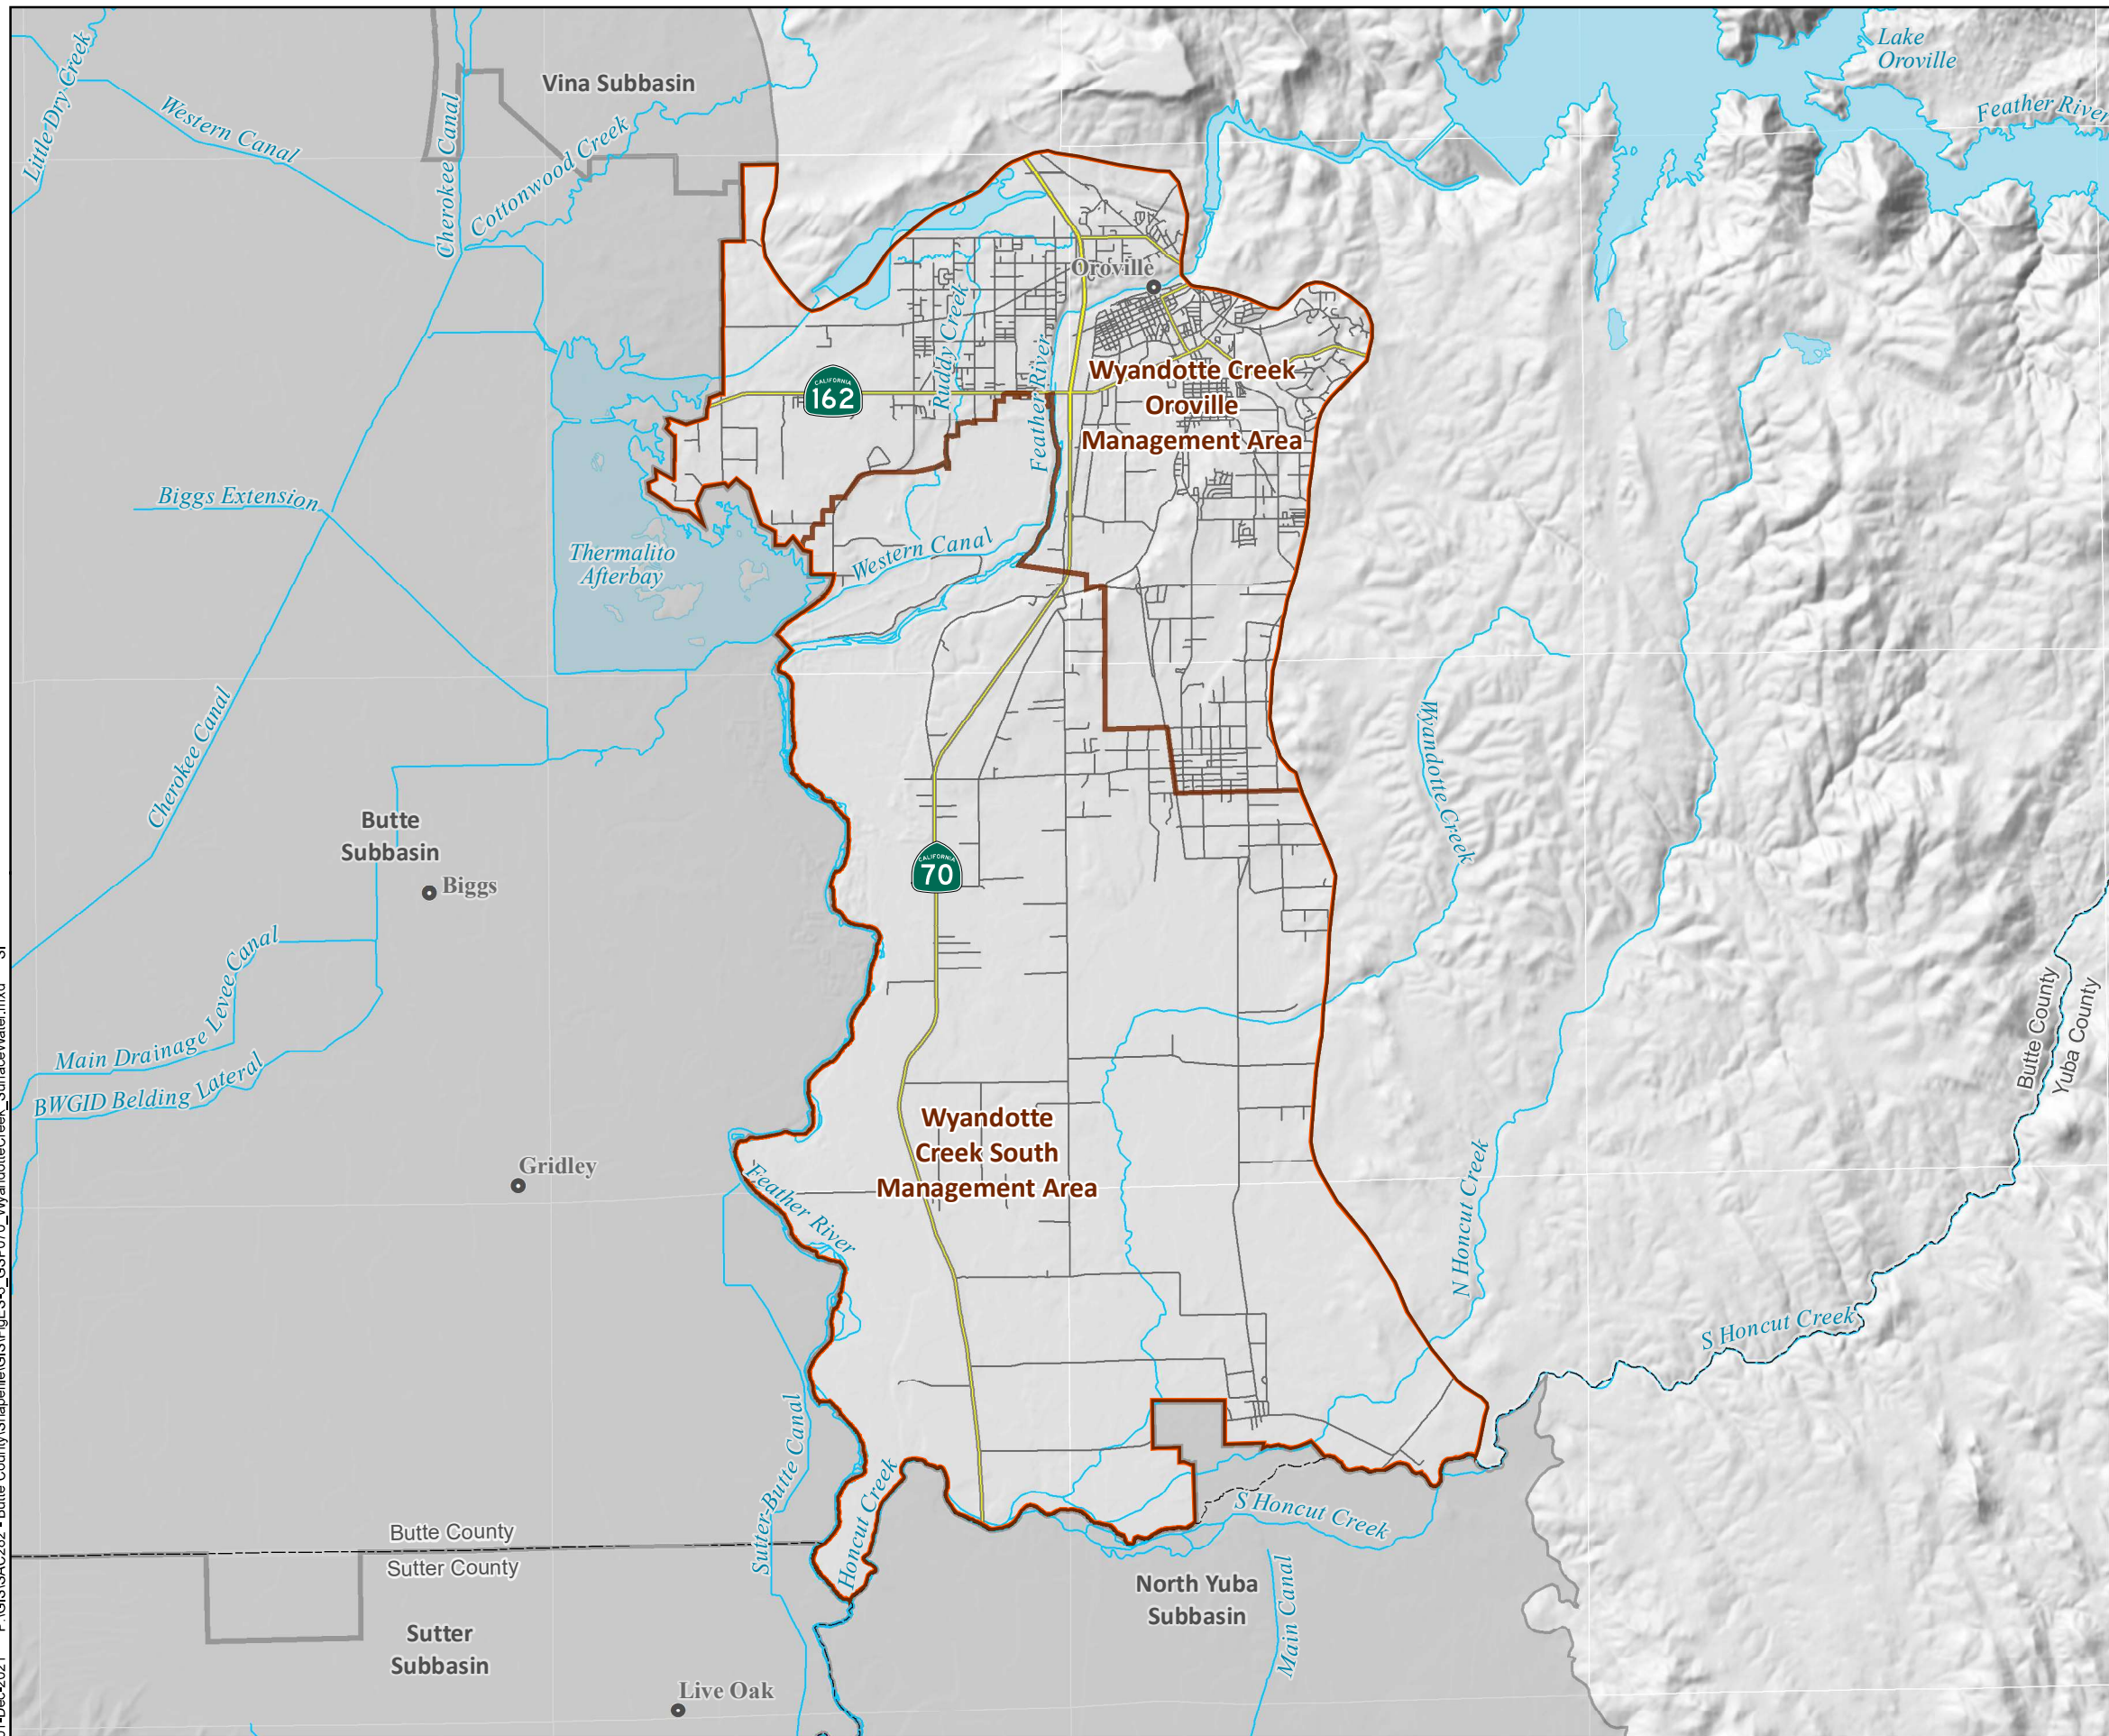 Little Dry Creek
Western Canal
Cherokee Canal
Vina Subbasin
Cottonwood Creek
Lake
Oroville
Feather River
Oroville
Ruddy Creek
Feather River
CALIFORNIA
162
Wyandotte Creek
Oroville
Management Area
Biggs Extension
Thermalito
Afterbay
Western Canal
Cherokee Canal
Wyandotte Creek
Butte
Subbasin
Biggs
CALIFORNIA
70
Main Drainage Levee Canal
BWGID Belding Lateral
Butte County
Yuba County
Wyandotte
Creek South
Management Area
Gridley
Feather River
N Honcut Creek
S Honcut Creek
Sutter-Butte Canal
Honcut Creek
S Honcut Creek
Butte County
Sutter County
North Yuba
Subbasin
Main Canal
Sutter
Subbasin
Live Oak